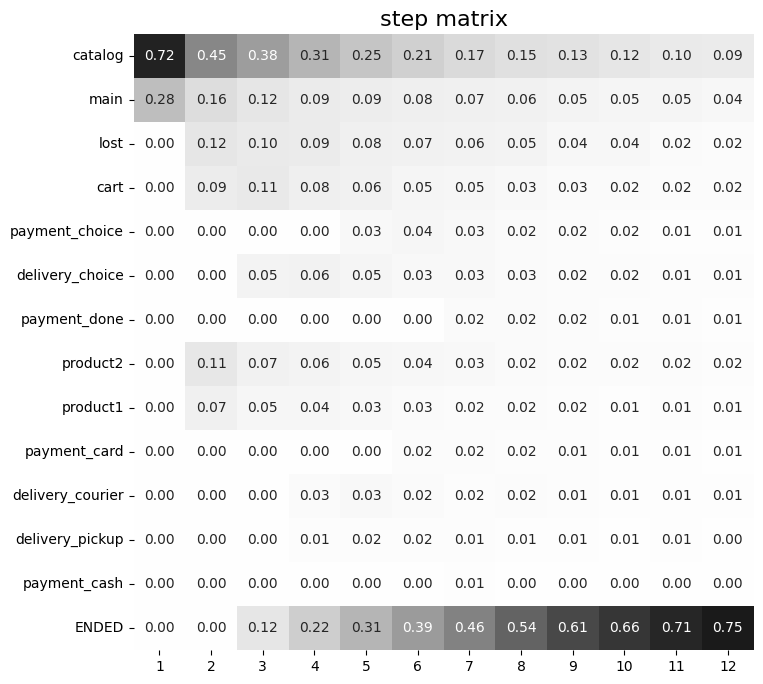 step matrix
catalog 0.72 0.45 0.38 0.31 0.25 0.21 0.17 0.15 0.13 0.12 0.10 0.09
main 0.28 0.16 0.12 0.09 0.09 0.08 0.07 0.06 0.05 0.05 0.05 0.04
lost 0.00 0.12 0.10 0.09 0.08 0.07 0.06 0.05 0.04 0.04 0.02 0.02
cart 0.00 0.09 0.11 0.08 0.06 0.05 0.05 0.03 0.03 0.02 0.02 0.02
payment_choice 0.00 0.00 0.00 0.00 0.03 0.04 0.03 0.02 0.02 0.02 0.01 0.01
delivery_choice 0.00 0.00 0.05 0.06 0.05 0.03 0.03 0.03 0.02 0.02 0.01 0.01
payment_done 0.00 0.00 0.00 0.00 0.00 0.00 0.02 0.02 0.02 0.01 0.01 0.01
product2 0.00 0.11 0.07 0.06 0.05 0.04 0.03 0.02 0.02 0.02 0.02 0.02
product1 0.00 0.07 0.05 0.04 0.03 0.03 0.02 0.02 0.02 0.01 0.01 0.01
payment_card 0.00 0.00 0.00 0.00 0.00 0.02 0.02 0.02 0.01 0.01 0.01 0.01
delivery_courier 0.00 0.00 0.00 0.03 0.03 0.02 0.02 0.02 0.01 0.01 0.01 0.01
delivery_pickup 0.00 0.00 0.00 0.01 0.02 0.02 0.01 0.01 0.01 0.01 0.01 0.00
payment_cash 0.00 0.00 0.00 0.00 0.00 0.00 0.01 0.00 0.00 0.00 0.00 0.00
ENDED 0.00 0.00 0.12 0.22 0.31 0.39 0.46 0.54 0.61 0.66 0.71 0.75
1 2 3 4 5 6 7 8 9 10 11 12